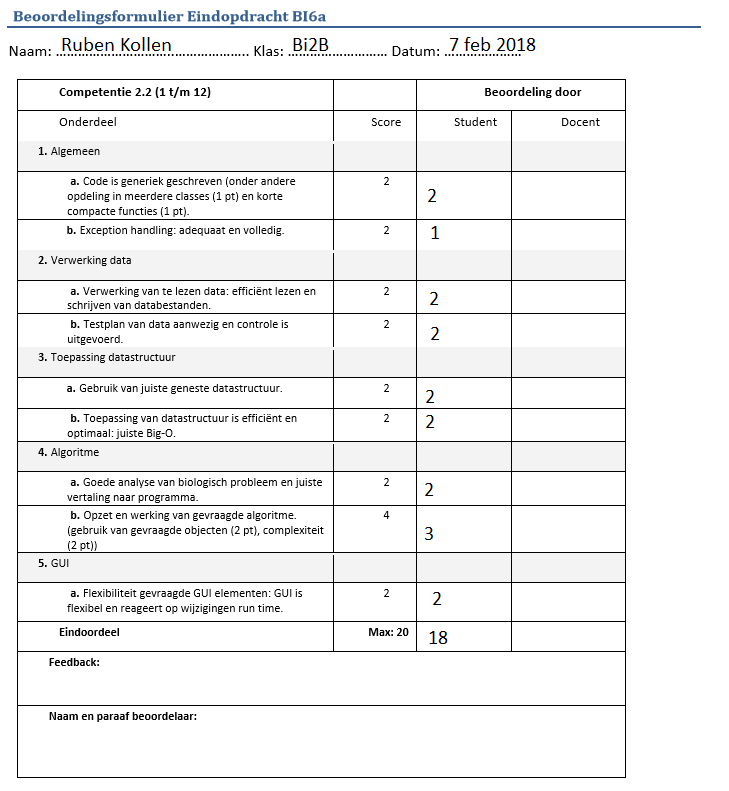 Beoordelingsformulier Eindopdracht BI6a
Naam: Ruben Kollen Klas: Bi2B Datum: 7 feb 2018
Competentie 2.2 (1 t/m 12) Beoordeling door
Onderdeel Score Student Docent
1. Algemeen
a. Code is generiek geschreven (onder andere
opdeling in meerdere classes (1 pt) en korte
compacte functies (1 pt). 2 2
b. Exception handling: adequaat en volledig. 2 1
2. Verwerking data
a. Verwerking van te lezen data: efficiënt lezen en
schrijven van databestanden. 2 2
b. Testplan van data aanwezig en controle is
uitgevoerd. 2 2
3. Toepassing datastructuur
a. Gebruik van juiste geneste datastructuur. 2 2
b. Toepassing van datastructuur is efficiënt en
optimaal: juiste Big-O. 2 2
4. Algoritme
a. Goede analyse van biologisch probleem en juiste
vertaling naar programma. 2 2
b. Opzet en werking van gevraagde algoritme.
(gebruik van gevraagde objecten (2 pt), complexiteit
(2 pt)) 4 3
5. GUI
a. Flexibiliteit gevraagde GUI elementen: GUI is
flexibel en reageert op wijzigingen run time. 2 2
Eindoordeel Max: 20 18
Feedback:
Naam en paraaf beoordelaar: